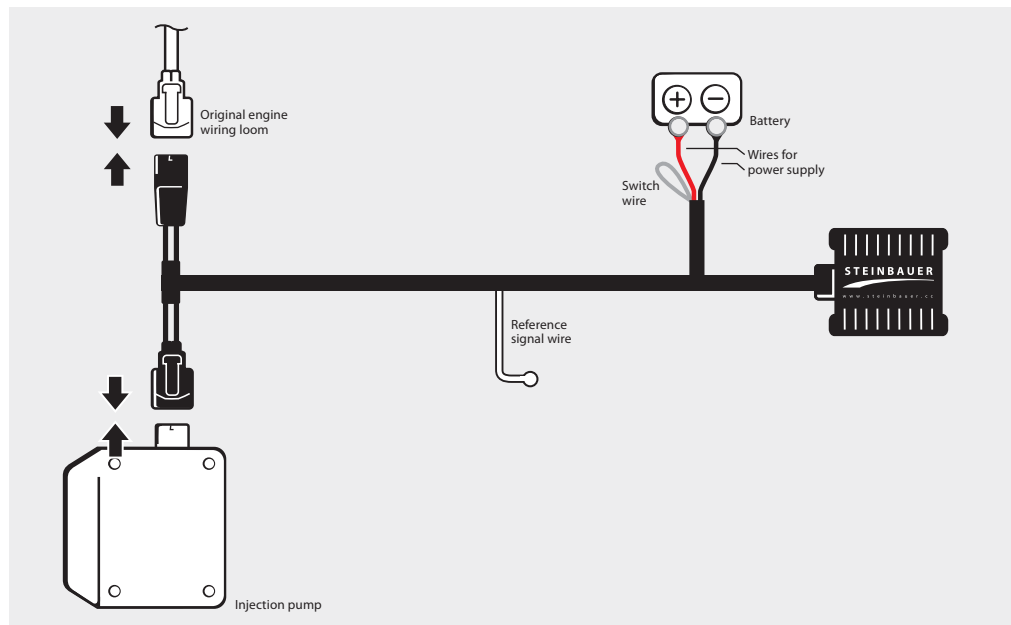 Original engine
wiring loom
+ −
Battery
Wires for
power supply
Switch
wire
STEINBAUER
www.steinbauer.cc
Reference
signal wire
Injection pump